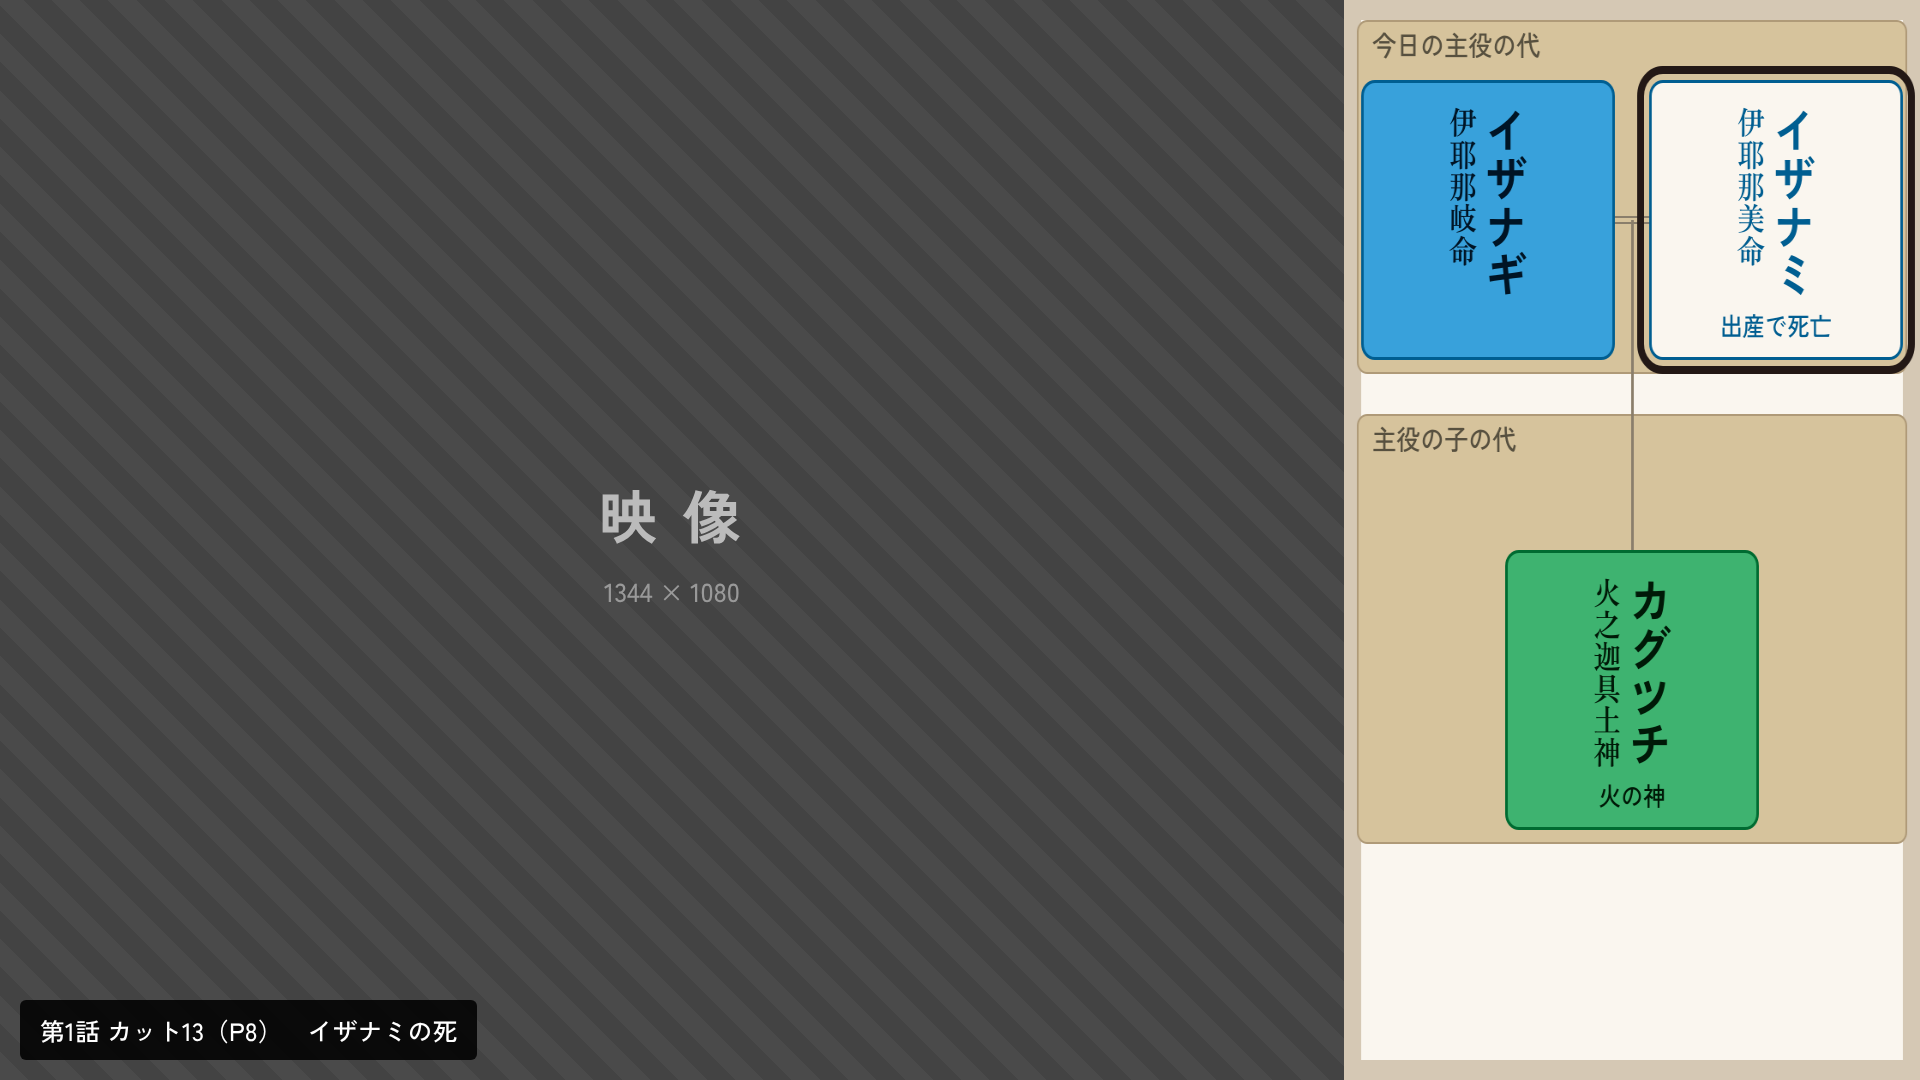 映像
1344 × 1080
第1話 カット13（P8）　イザナミの死
今日の主役の代
イザナギ
伊耶那岐命
イザナミ
伊耶那美命
出産で死亡
主役の子の代
カグツチ
火之迦具土神
火の神